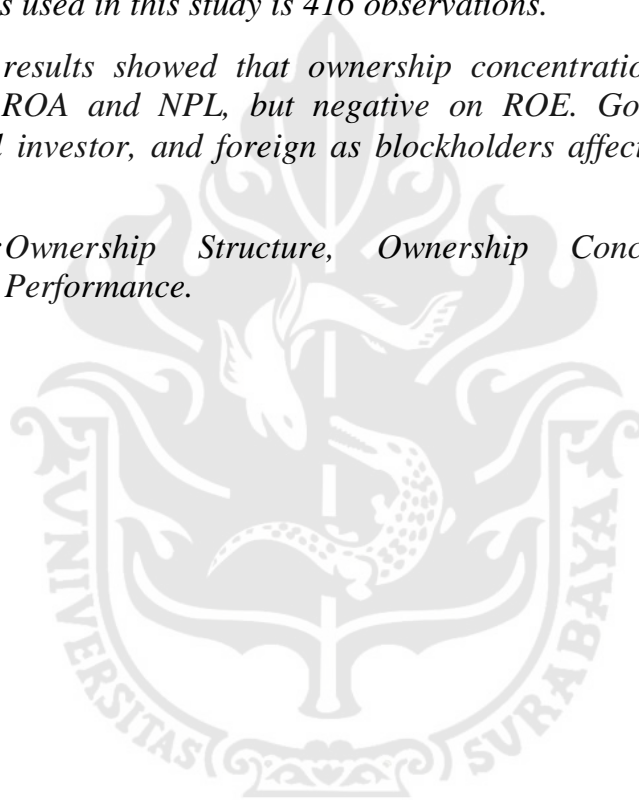 s used in this study is 416 observations.
results showed that ownership concentratio
ROA and NPL, but negative on ROE. Go
l investor, and foreign as blockholders affec
:Ownership Structure, Ownership Conc
Performance.
UNIVERSITAS SURABAYA